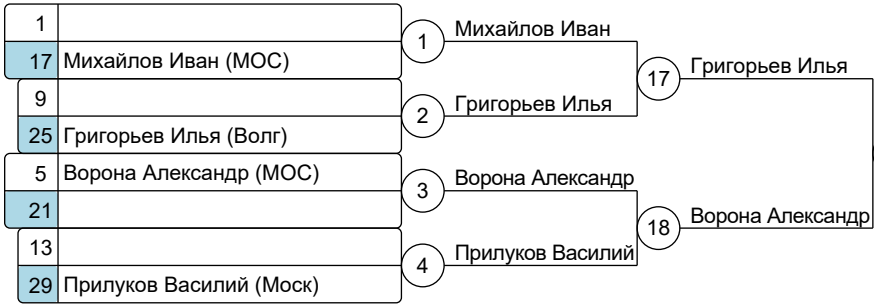 1
17 Михайлов Иван (МОС)
9
25 Григорьев Илья (Волг)
5 Ворона Александр (МОС)
21
13
29 Прилуков Василий (Моск)
1 Михайлов Иван
2 Григорьев Илья
3 Ворона Александр
4 Прилуков Василий
17 Григорьев Илья
18 Ворона Александр